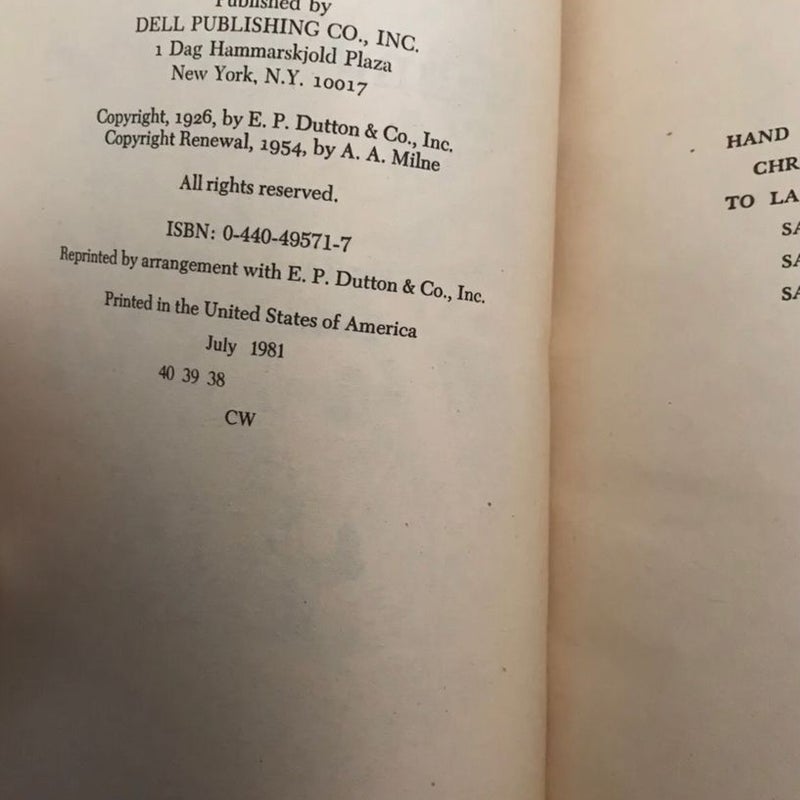 Published by
DELL PUBLISHING CO., INC.
1 Dag Hammarskjold Plaza
New York, N.Y. 10017
Copyright, 1926, by E. P. Dutton & Co., Inc.
Copyright Renewal, 1954, by A. A. Milne
All rights reserved.
ISBN: 0-440-49571-7
Reprinted by arrangement with E. P. Dutton & Co., Inc.
Printed in the United States of America
July 1981
40 39 38
CW
HAND
CHR
TO LA
SA
SA
SA